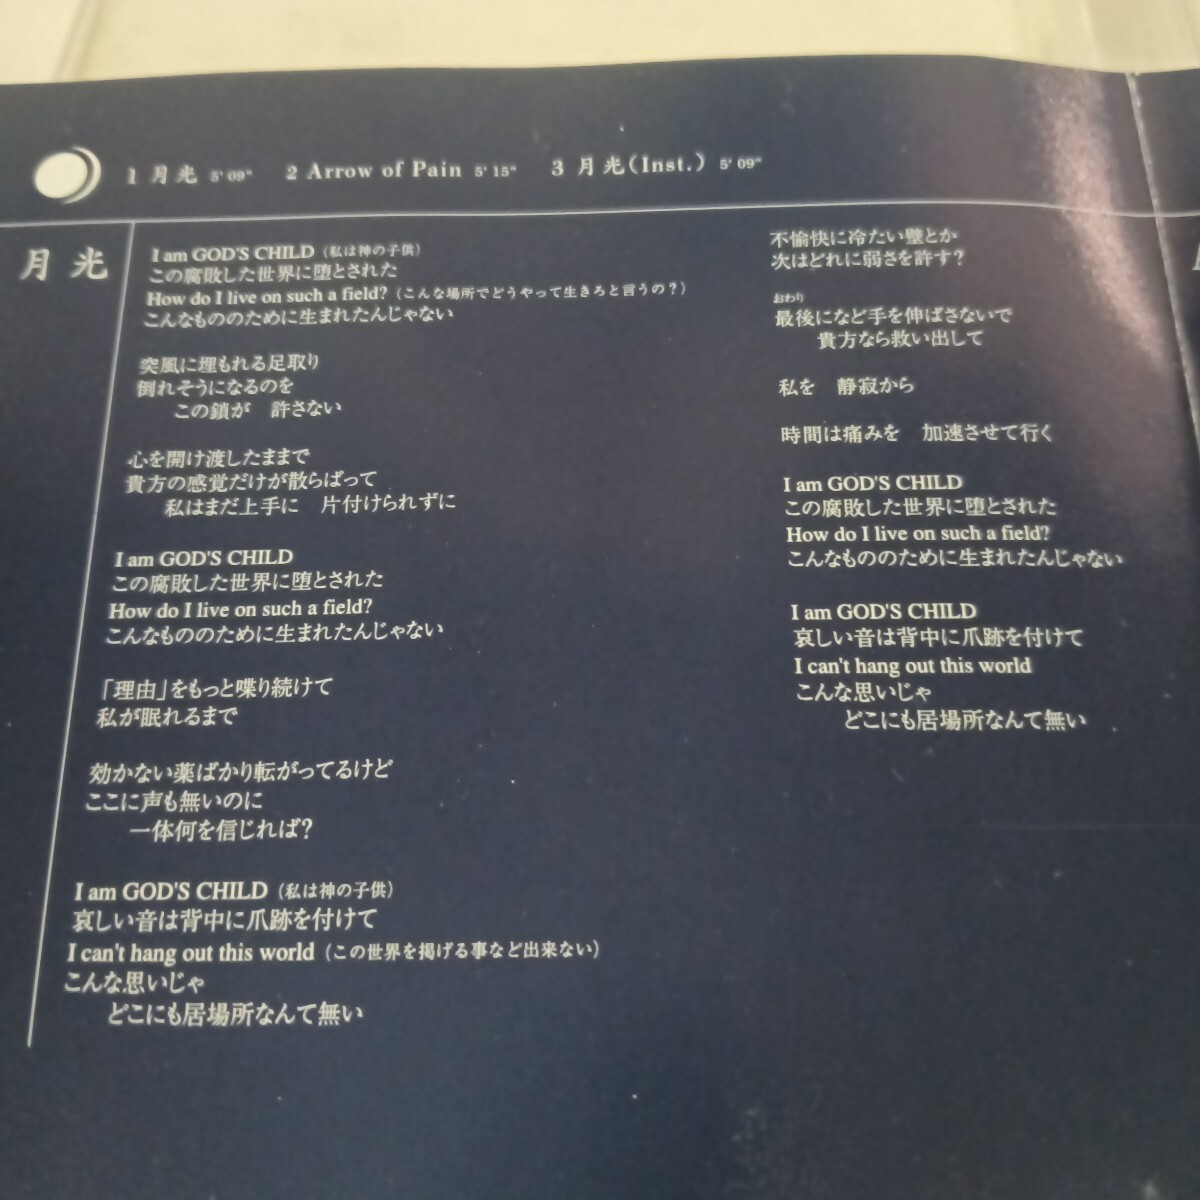 1 月光 5'09" 2 Arrow of Pain 5'15" 3 月光(Inst.) 5'09"
月光
I am GOD'S CHILD (私は神の子供)
この腐敗した世界に堕とされた
How do I live on such a field? (こんな場所でどうやって生きろと言うの?)
こんなもののために生まれたんじゃない
突風に埋もれる足取り
倒れそうになるのを
この鎖が 許さない
心を開け渡したままで
貴方の感覚だけが散らばって
私はまだ上手に 片付けられずに
I am GOD'S CHILD
この腐敗した世界に堕とされた
How do I live on such a field?
こんなもののために生まれたんじゃない
「理由」をもっと喋り続けて
私が眠れるまで
効かない薬ばかり転がってるけど
ここに声も無いのに
一体何を信じれば?
I am GOD'S CHILD (私は神の子供)
哀しい音は背中に爪跡を付けて
I can't hang out this world (この世界を掲げる事など出来ない)
こんな思いじゃ
どこにも居場所なんて無い
不愉快に冷たい壁とか
次はどれに弱さを許す?
おわり
最後になど手を伸ばさないで
貴方なら救い出して
私を 静寂から
時間は痛みを 加速させて行く
I am GOD'S CHILD
この腐敗した世界に堕とされた
How do I live on such a field?
こんなもののために生まれたんじゃない
I am GOD'S CHILD
哀しい音は背中に爪跡を付けて
I can't hang out this world
こんな思いじゃ
どこにも居場所なんて無い